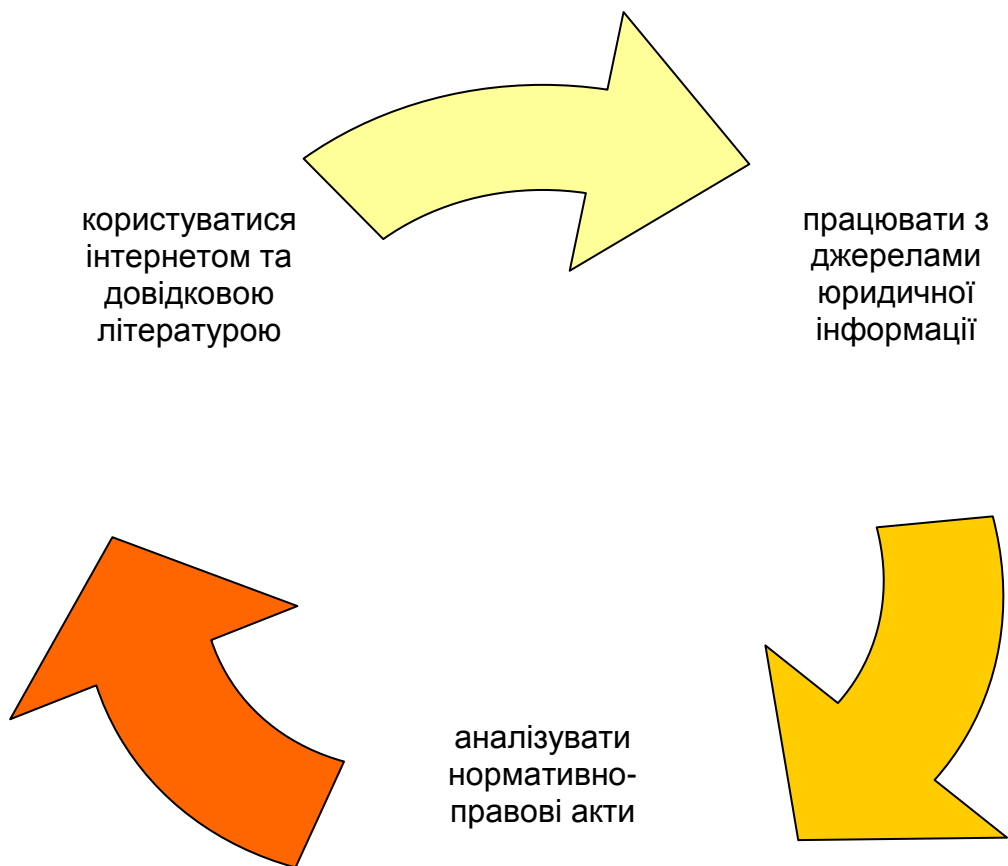 користуватися
інтернетом та
довідковою
літературою
працювати з
джерелами
юридичної
інформації
аналізувати
нормативно-
правові акти